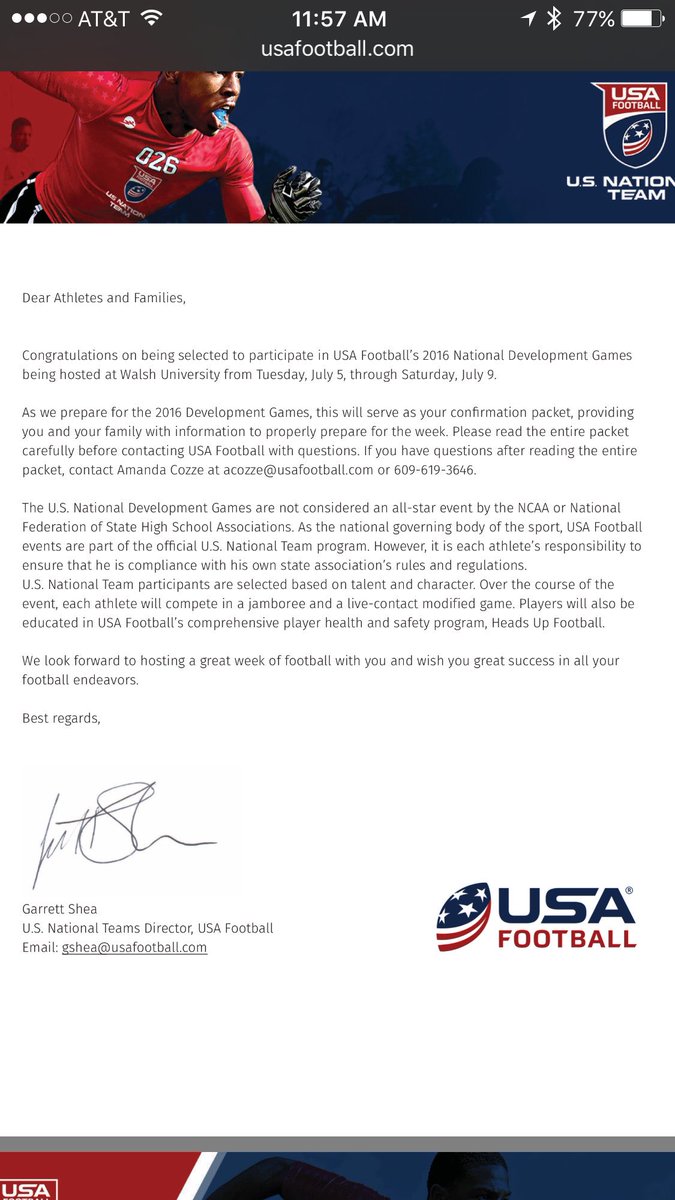 AT&T 11:57 AM 77%
usafootball.com
USA
FOOTBALL
U.S. NATION
TEAM
026
USA
FOOTBALL
U.S. NATION
TEAM
Dear Athletes and Families,
Congratulations on being selected to participate in USA Football’s 2016 National Development Games
being hosted at Walsh University from Tuesday, July 5, through Saturday, July 9.
As we prepare for the 2016 Development Games, this will serve as your confirmation packet, providing
you and your family with information to properly prepare for the week. Please read the entire packet
carefully before contacting USA Football with questions. If you have questions after reading the entire
packet, contact Amanda Cozze at acozze@usafootball.com or 609-619-3646.
The U.S. National Development Games are not considered an all-star event by the NCAA or National
Federation of State High School Associations. As the national governing body of the sport, USA Football
events are part of the official U.S. National Team program. However, it is each athlete’s responsibility to
ensure that he is compliance with his own state association’s rules and regulations.
U.S. National Team participants are selected based on talent and character. Over the course of the
event, each athlete will compete in a jamboree and a live-contact modified game. Players will also be
educated in USA Football’s comprehensive player health and safety program, Heads Up Football.
We look forward to hosting a great week of football with you and wish you great success in all your
football endeavors.
Best regards,
Garrett Shea
U.S. National Teams Director, USA Football
Email: gshea@usafootball.com
USA®
FOOTBALL
USA
FOOTBALL